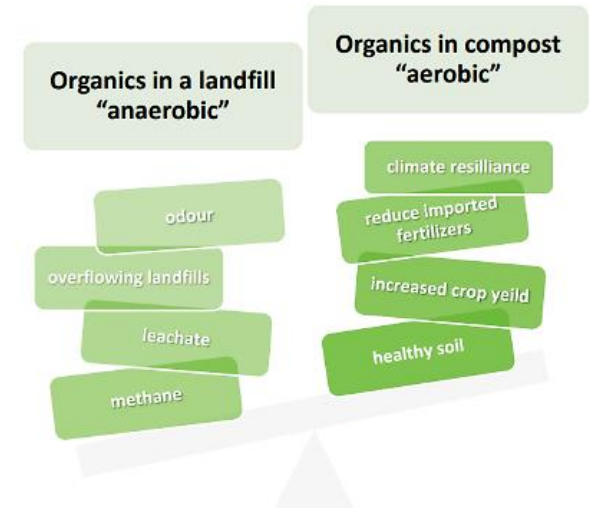 Organics in a landfill
“anaerobic”
odour
overflowing landfills
leachate
methane
Organics in compost
“aerobic”
climate resilliance
reduce imported
fertilizers
increased crop yeild
healthy soil